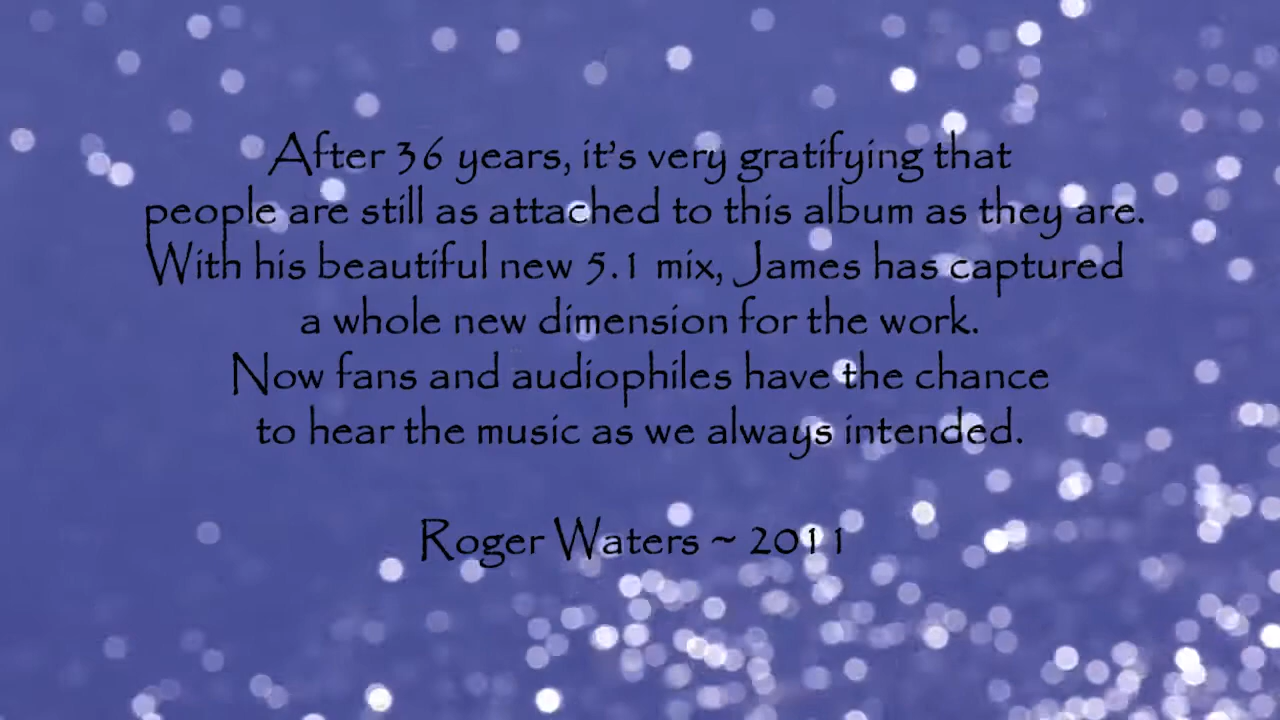 After 36 years, it's very gratifying that
people are still as attached to this album as they are.
With his beautiful new 5.1 mix, James has captured
a whole new dimension for the work.
Now fans and audiophiles have the chance
to hear the music as we always intended.
Roger Waters ~ 2011